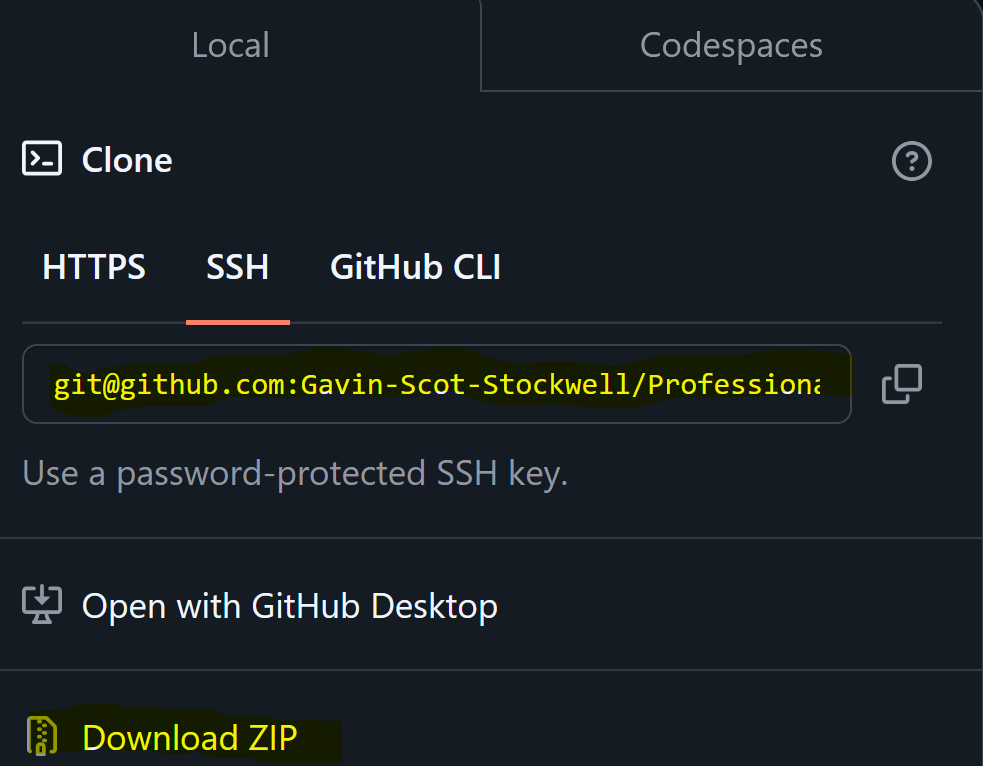 Local Codespaces
Clone
HTTPS SSH GitHub CLI
git@github.com:Gavin-Scot-Stockwell/Professiona
Use a password-protected SSH key.
Open with GitHub Desktop
Download ZIP